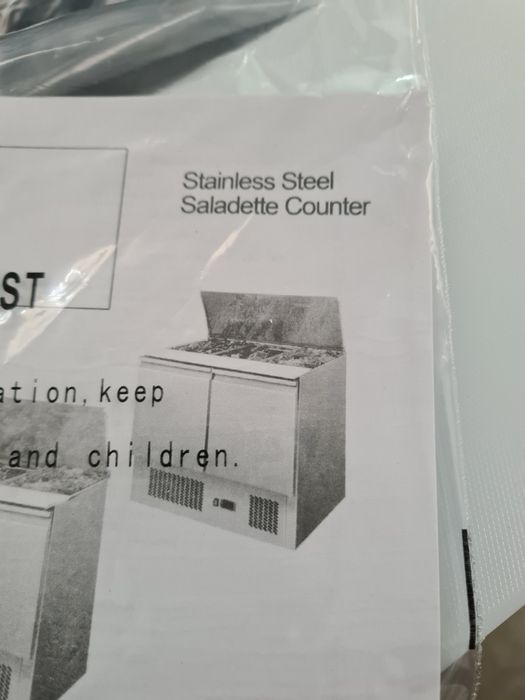 Stainless Steel
Saladette Counter
ST
ation,keep
and children.